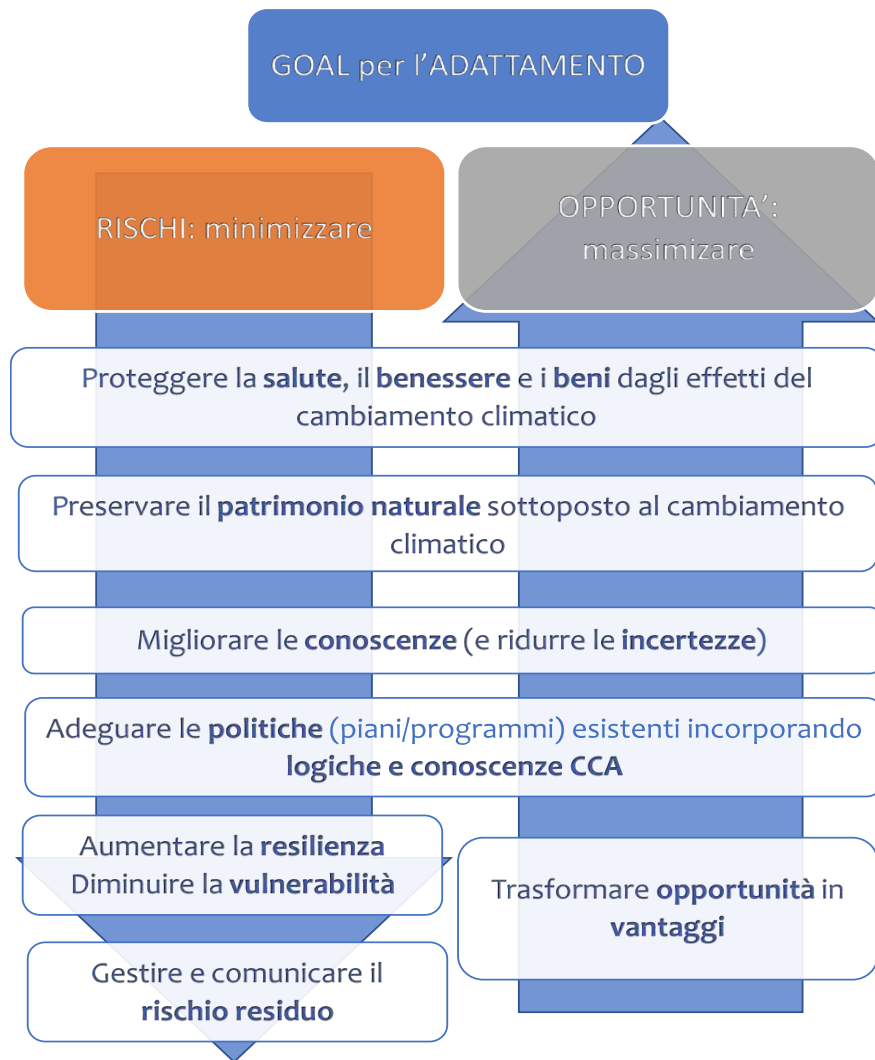 GOAL per l'ADATTAMENTO
RISCHI: minimizzare
OPPORTUNITA':
massimizare
Proteggere la salute, il benessere e i beni dagli effetti del
cambiamento climatico
Preservare il patrimonio naturale sottoposto al cambiamento
climatico
Migliorare le conoscenze (e ridurre le incertezze)
Adeguare le politiche (piani/programmi) esistenti incorporando
logiche e conoscenze CCA
Aumentare la resilienza
Diminuire la vulnerabilità
Trasformare opportunità in
vantaggi
Gestire e comunicare il
rischio residuo